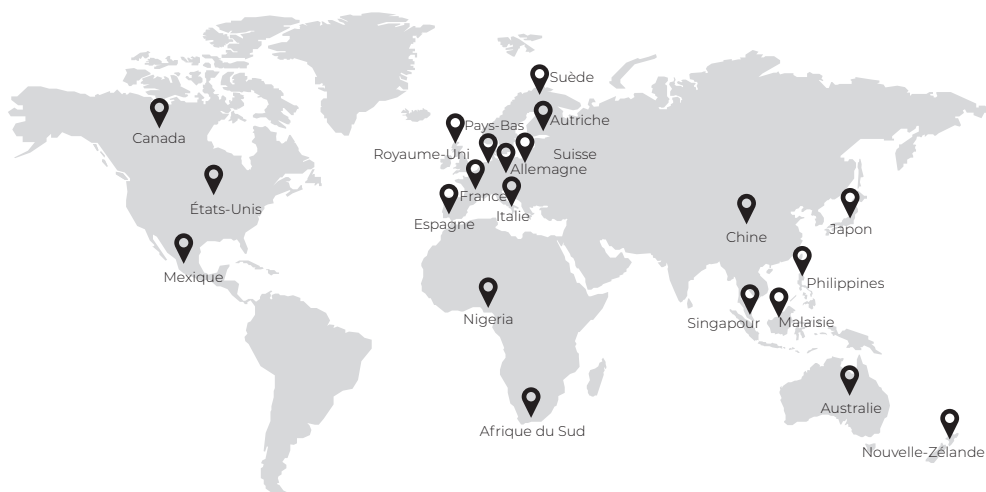 Suède
Autriche
Pays-Bas
Canada
Royaume-Uni
Suisse
Allemagne
France
États-Unis
Italie
Espagne
Japon
Chine
Mexique
Philippines
Nigeria
Singapour
Malaisie
Australie
Afrique du Sud
Nouvelle-Zélande